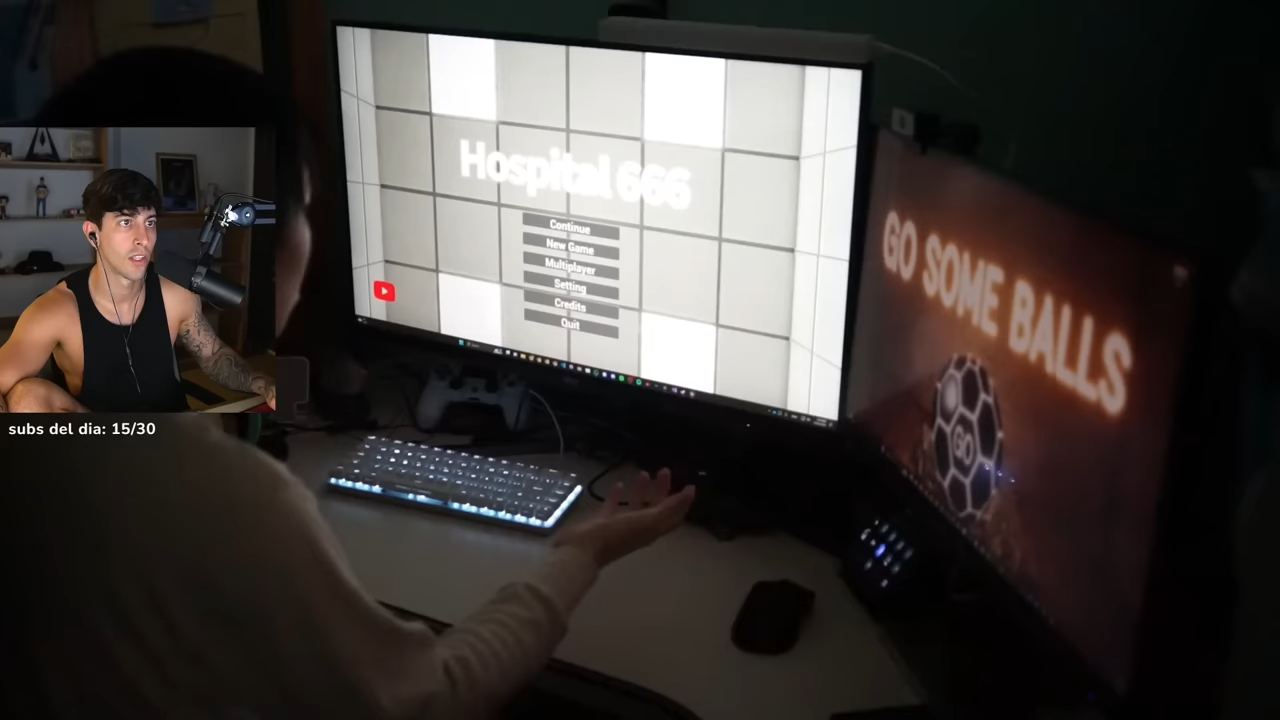 Hospital 666
Continue
New Game
Multiplayer
Setting
Credits
Quit
GO SOME BALLS
GO
subs del dia: 15/30